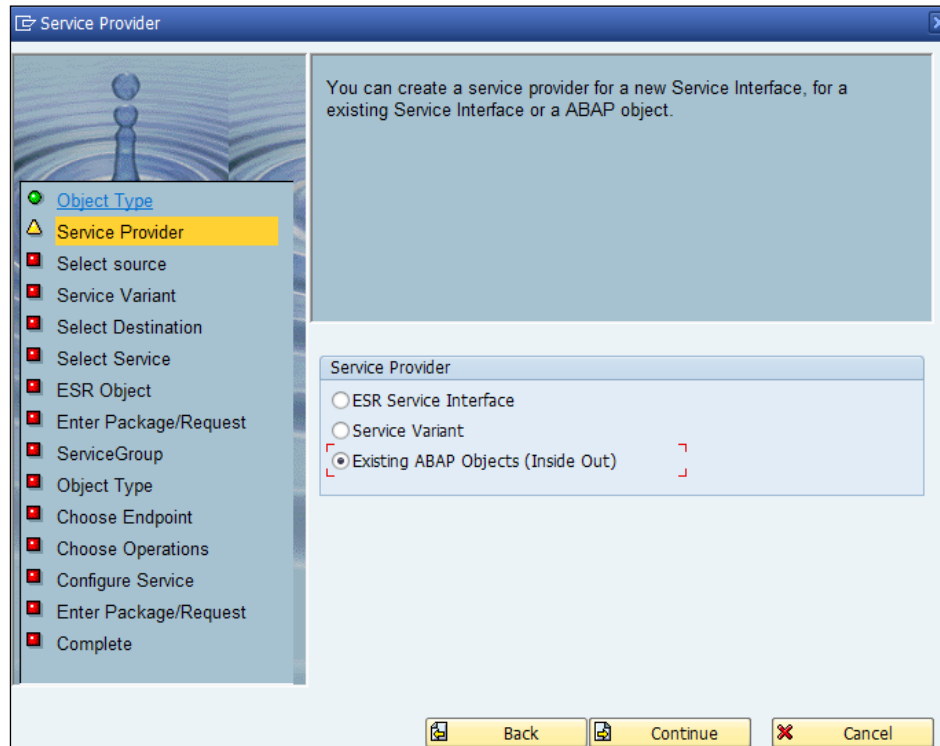 Service Provider
You can create a service provider for a new Service Interface, for a
existing Service Interface or a ABAP object.
Object Type
Service Provider
Select source
Service Variant
Select Destination
Select Service
ESR Object
Enter Package/Request
ServiceGroup
Object Type
Choose Endpoint
Choose Operations
Configure Service
Enter Package/Request
Complete
Service Provider
ESR Service Interface
Service Variant
Existing ABAP Objects (Inside Out)
Back Continue Cancel